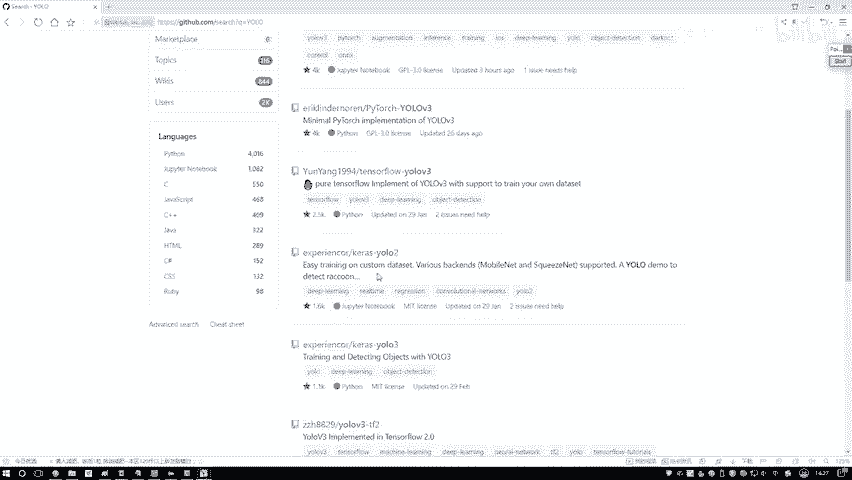 Search · YOLO
https://github.com/search?q=YOLO
Marketplace 6
Topics 116
Wikis 844
Users 2K
Languages
Python 4,016
Jupyter Notebook 1,062
C 550
JavaScript 468
C++ 409
Java 322
HTML 289
C# 152
CSS 132
Ruby 98
Advanced search Cheat sheet
yolov3 pytorch augmentation inference training ios deep-learning yolo object-detection
coreml onnx
4k Jupyter Notebook GPL-3.0 license Updated 3 hours ago 1 issue needs help
eriklindernoren/PyTorch-YOLOv3
Minimal PyTorch implementation of YOLOv3
4k Python GPL-3.0 license Updated 26 days ago
YunYang1994/tensorflow-yolov3
pure tensorflow Implement of YOLOv3 with support to train your own dataset
tensorflow yolov3 deep-learning object-detection
2.5k Python Updated on 29 Jan 2 issues need help
experiencor/keras-yolo2
Easy training on custom dataset. Various backends (MobileNet and SqueezeNet) supported. A YOLO demo to
detect raccoon...
deep-learning realtime regression convolutional-networks yolo2
1.6k Jupyter Notebook MIT license Updated on 29 Jan 2 issues need help
experiencor/keras-yolo3
Training and Detecting Objects with YOLO3
yolo deep-learning object-detection
1.1k Python MIT license Updated on 29 Feb
zzh8829/yolov3-tf2
YoloV3 Implemented in Tensorflow 2.0
yolov3 tensorflow machine-learning deep-learning neural-network tf2 yolo tensorflow-tutorials
Start
14:27